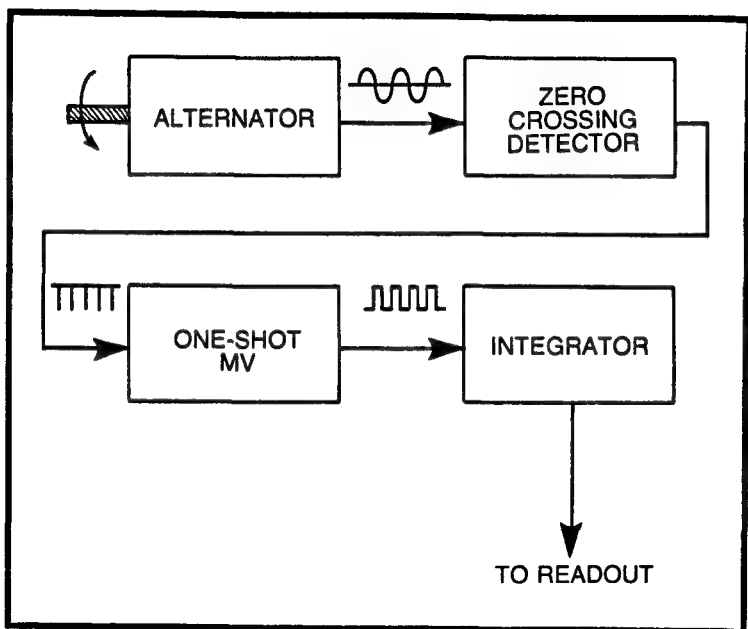 ALTERNATOR
ZERO
CROSSING
DETECTOR
ONE-SHOT
MV
INTEGRATOR
TO READOUT